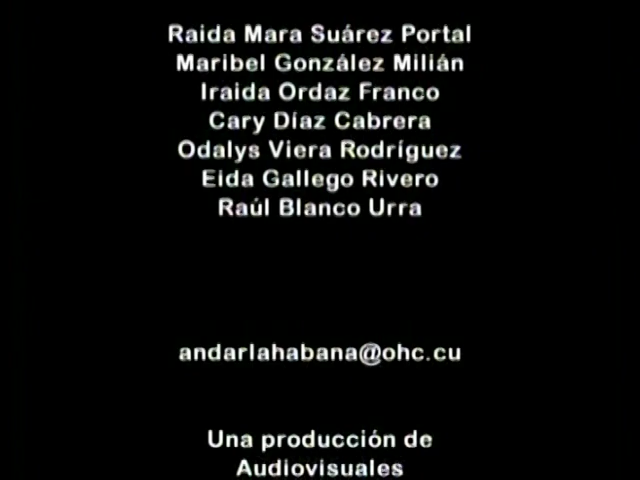 Raida Mara Suárez Portal
Maribel González Milián
Iraida Ordaz Franco
Cary Díaz Cabrera
Odalys Viera Rodríguez
Eida Gallego Rivero
Raúl Blanco Urra
andarlahabana@ohc.cu
Una producción de
Audiovisuales